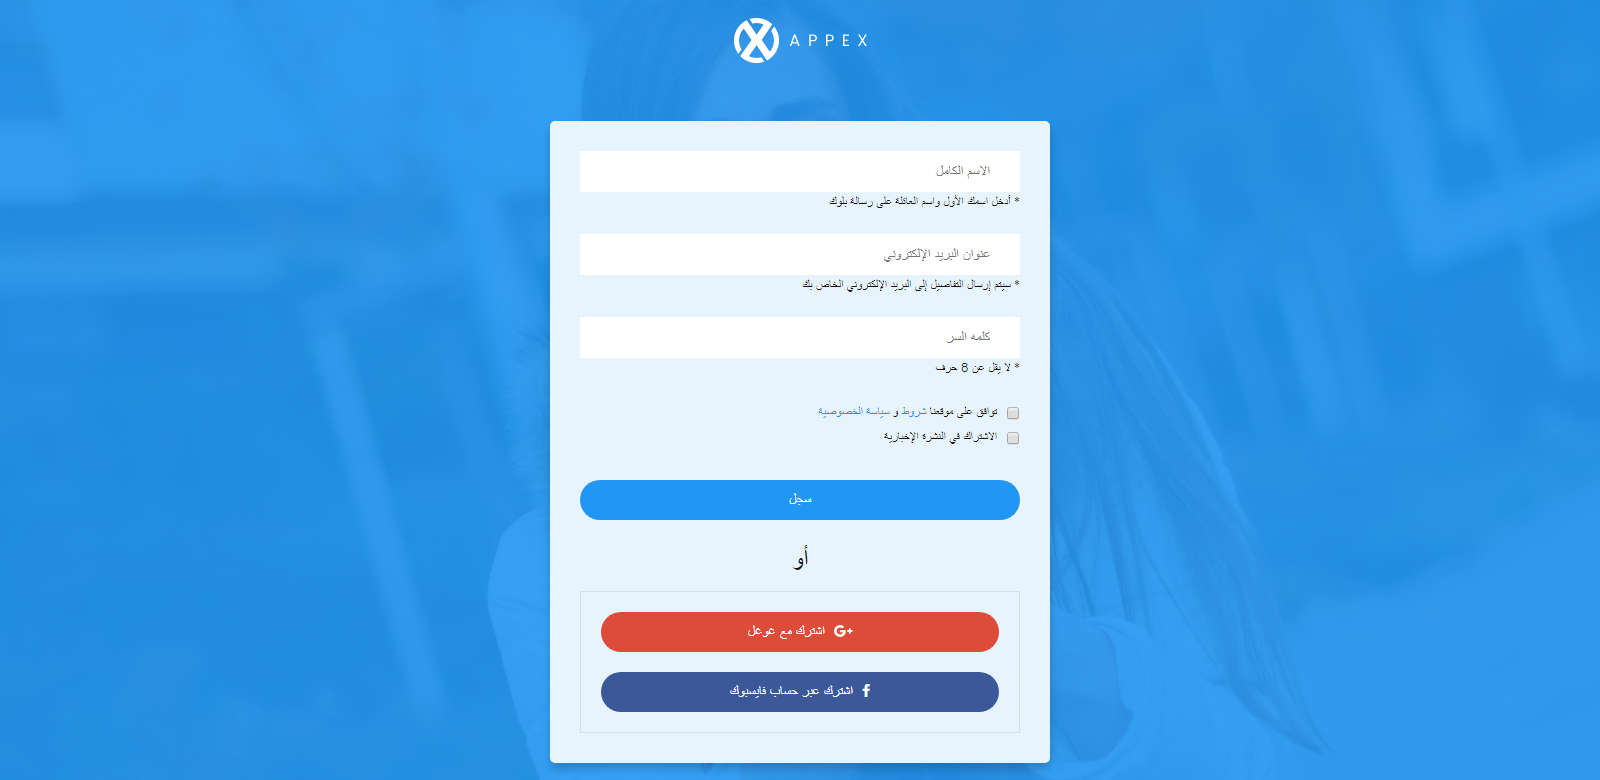 APPEX
الاسم الكامل
* أدخل اسمك الأول واسم العائلة على رسالة بلوك
عنوان البريد الإلكتروني
* سيتم إرسال التفاصيل إلى البريد الإلكتروني الخاص بك
كلمه السر
* لا يقل عن 8 حرف
توافق على موقعنا شروط و سياسة الخصوصية
الاشتراك في النشرة الإخبارية
سجل
أو
اشترك مع غوغل
اشترك عبر حساب فايسبوك